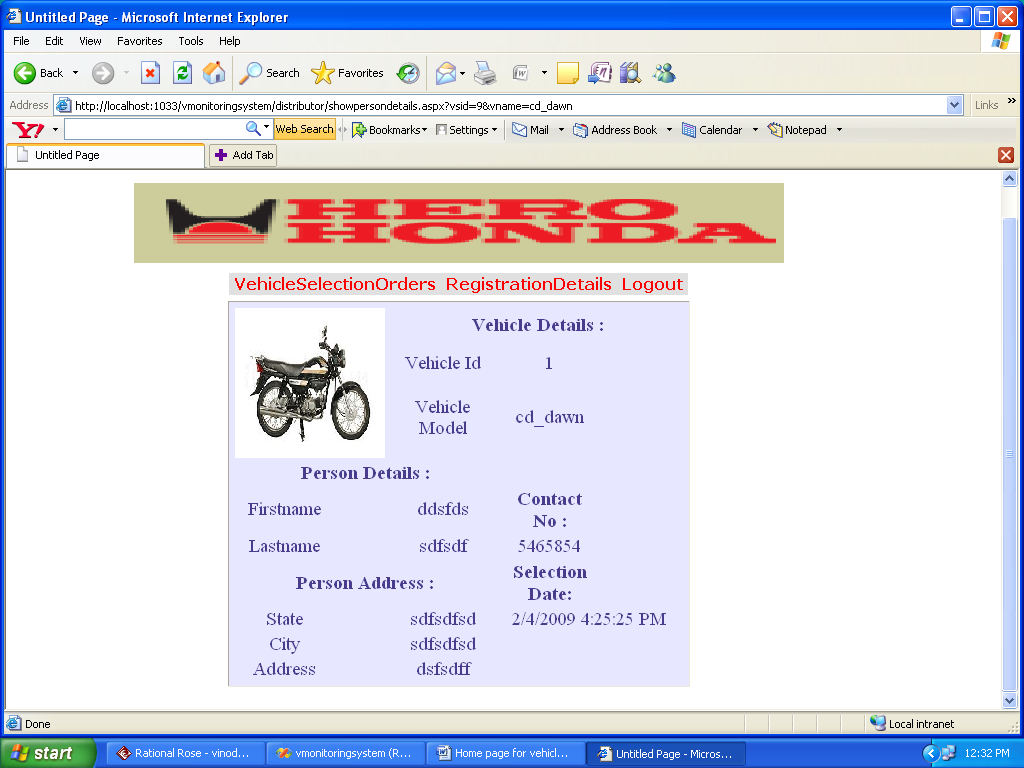 Untitled Page - Microsoft Internet Explorer
File Edit View Favorites Tools Help
Back Search Favorites
Address http://localhost:1033/vmonitoringsystem/distributor/showpersondetails.aspx?vsid=9&vname=cd_dawn Links »
Y! Web Search Bookmarks Settings Mail Address Book Calendar Notepad
Untitled Page Add Tab
HERO
HONDA
VehicleSelectionOrders RegistrationDetails Logout
Vehicle Details :
Vehicle Id 1
Vehicle
Model
cd_dawn
Person Details :
Firstname ddsfds
Contact
No :
Lastname sdfsdf 5465854
Person Address :
Selection
Date:
State sdfsdfsd 2/4/2009 4:25:25 PM
City sdfsdfsd
Address dsfsdff
Done Local intranet
start Rational Rose - vinod... vmonitoringsystem (R... Home page for vehicl... Untitled Page - Micros... 12:32 PM